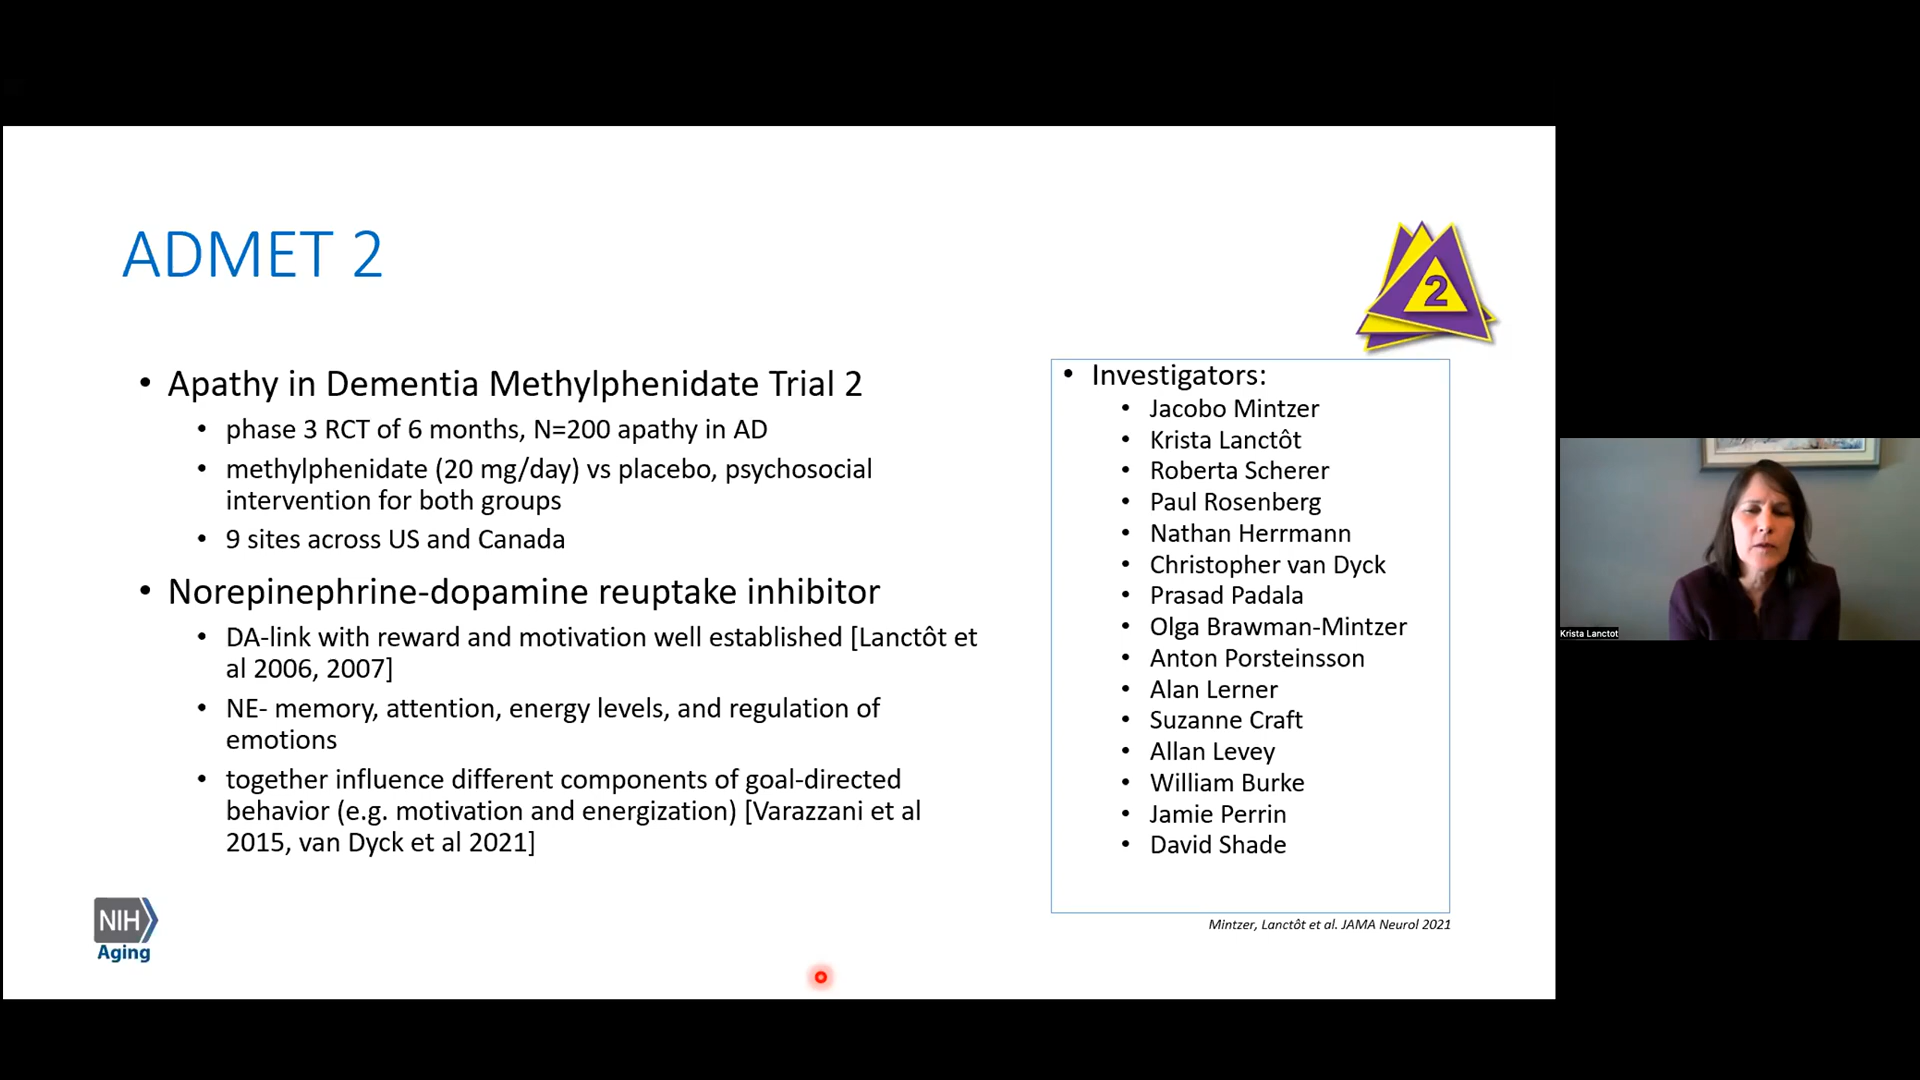 ADMET 2
2
• Apathy in Dementia Methylphenidate Trial 2
• phase 3 RCT of 6 months, N=200 apathy in AD
• methylphenidate (20 mg/day) vs placebo, psychosocial
intervention for both groups
• 9 sites across US and Canada
• Norepinephrine-dopamine reuptake inhibitor
• DA-link with reward and motivation well established [Lanctôt et
al 2006, 2007]
• NE- memory, attention, energy levels, and regulation of
emotions
• together influence different components of goal-directed
behavior (e.g. motivation and energization) [Varazzani et al
2015, van Dyck et al 2021]
• Investigators:
• Jacobo Mintzer
• Krista Lanctôt
• Roberta Scherer
• Paul Rosenberg
• Nathan Herrmann
• Christopher van Dyck
• Prasad Padala
• Olga Brawman-Mintzer
• Anton Porsteinsson
• Alan Lerner
• Suzanne Craft
• Allan Levey
• William Burke
• Jamie Perrin
• David Shade
Mintzer, Lanctôt et al. JAMA Neurol 2021
NIH
Aging
Krista Lanctot